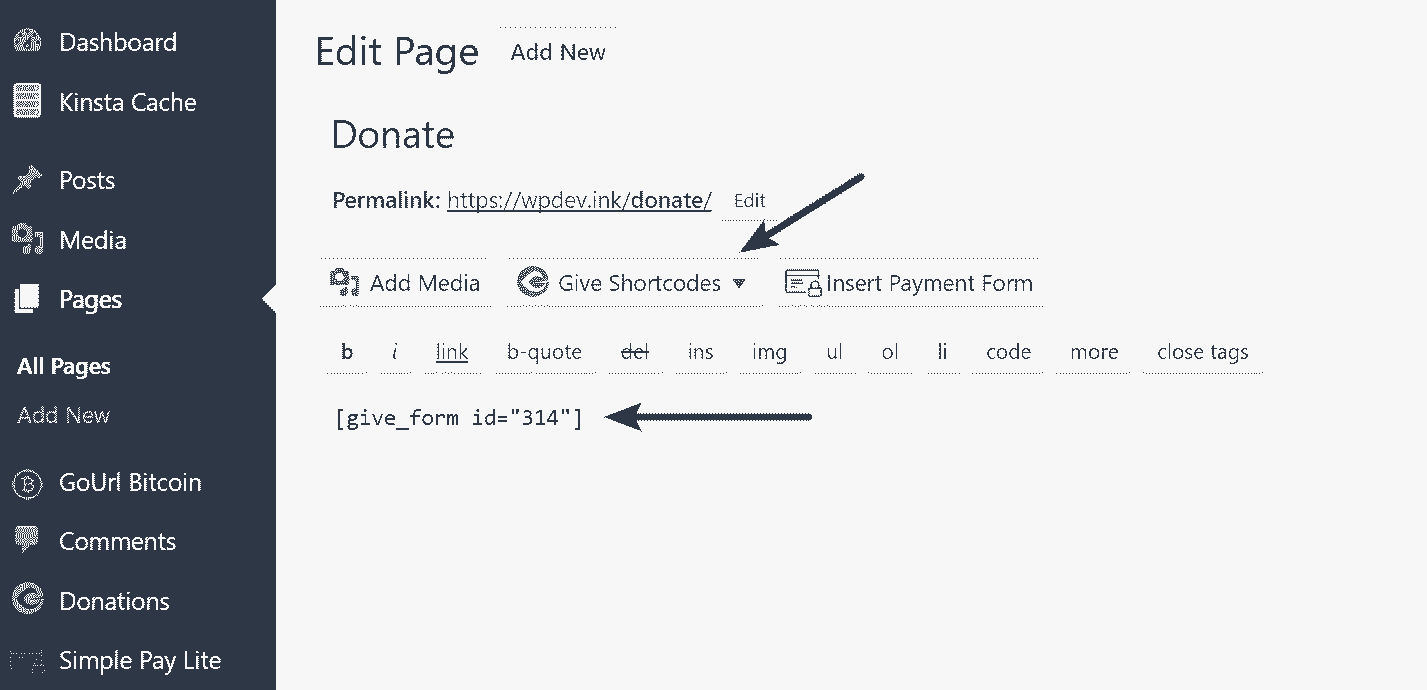 Dashboard
Kinsta Cache
Posts
Media
Pages
All Pages
Add New
GoUrl Bitcoin
Comments
Donations
Simple Pay Lite
Edit Page Add New
Donate
Permalink: https://wpdev.ink/donate/ Edit
Add Media Give Shortcodes Insert Payment Form
b i link b-quote del ins img ul ol li code more close tags
[give_form id="314"]